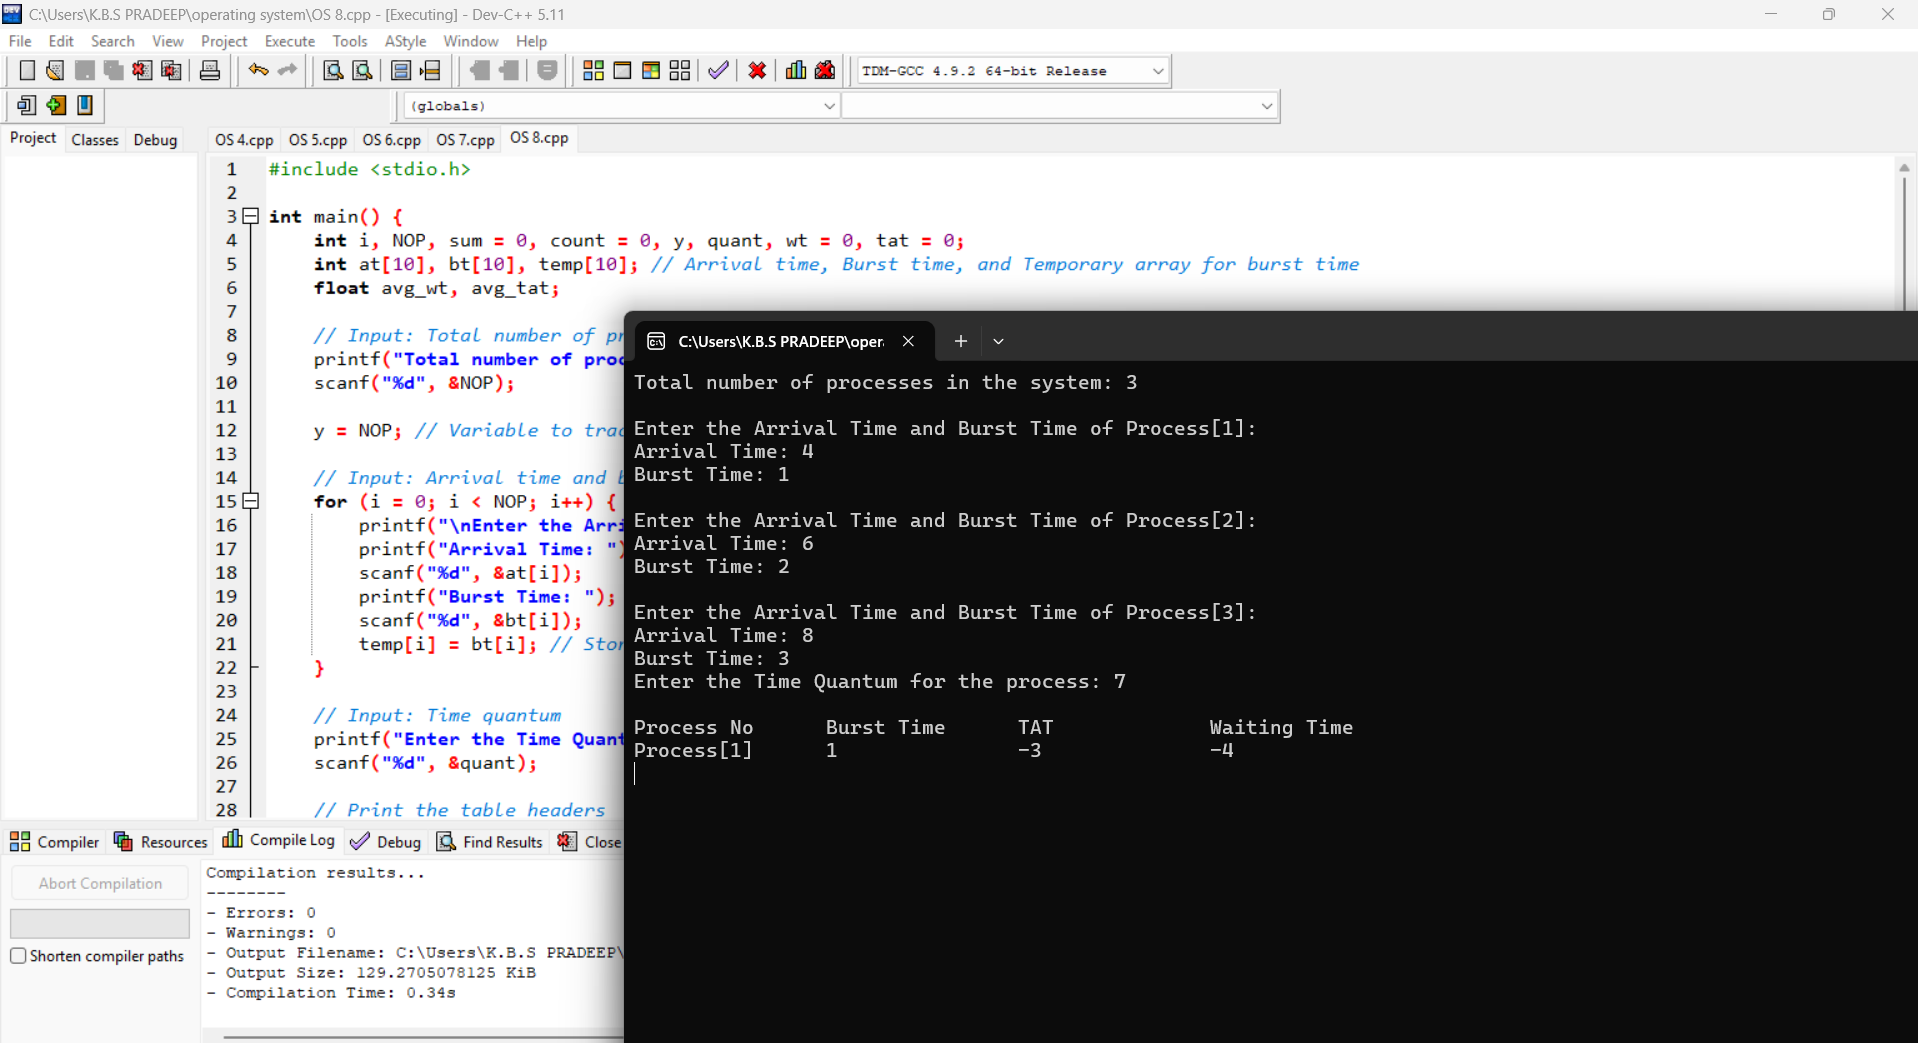 C:\Users\K.B.S PRADEEP\operating system\OS 8.cpp - [Executing] - Dev-C++ 5.11
File Edit Search View Project Execute Tools AStyle Window Help
TDM-GCC 4.9.2 64-bit Release
(globals)
Project Classes Debug
OS 4.cpp OS 5.cpp OS 6.cpp OS 7.cpp OS 8.cpp
1 #include <stdio.h>
2
3 int main() {
4 int i, NOP, sum = 0, count = 0, y, quant, wt = 0, tat = 0;
5 int at[10], bt[10], temp[10]; // Arrival time, Burst time, and Temporary array for burst time
6 float avg_wt, avg_tat;
7
8 // Input: Total number of pr
9 printf("Total number of proc
10 scanf("%d", &NOP);
11
12 y = NOP; // Variable to trac
13
14 // Input: Arrival time and b
15 for (i = 0; i < NOP; i++) {
16 printf("\nEnter the Arri
17 printf("Arrival Time: ")
18 scanf("%d", &at[i]);
19 printf("Burst Time: ");
20 scanf("%d", &bt[i]);
21 temp[i] = bt[i]; // Stor
22 }
23
24 // Input: Time quantum
25 printf("Enter the Time Quant
26 scanf("%d", &quant);
27
28 // Print the table headers
C:\Users\K.B.S PRADEEP\oper
Total number of processes in the system: 3
Enter the Arrival Time and Burst Time of Process[1]:
Arrival Time: 4
Burst Time: 1
Enter the Arrival Time and Burst Time of Process[2]:
Arrival Time: 6
Burst Time: 2
Enter the Arrival Time and Burst Time of Process[3]:
Arrival Time: 8
Burst Time: 3
Enter the Time Quantum for the process: 7
Process No Burst Time TAT Waiting Time
Process[1] 1 -3 -4
Compiler Resources Compile Log Debug Find Results Close
Abort Compilation
Shorten compiler paths
Compilation results...
--------
- Errors: 0
- Warnings: 0
- Output Filename: C:\Users\K.B.S PRADEEP\
- Output Size: 129.2705078125 KiB
- Compilation Time: 0.34s